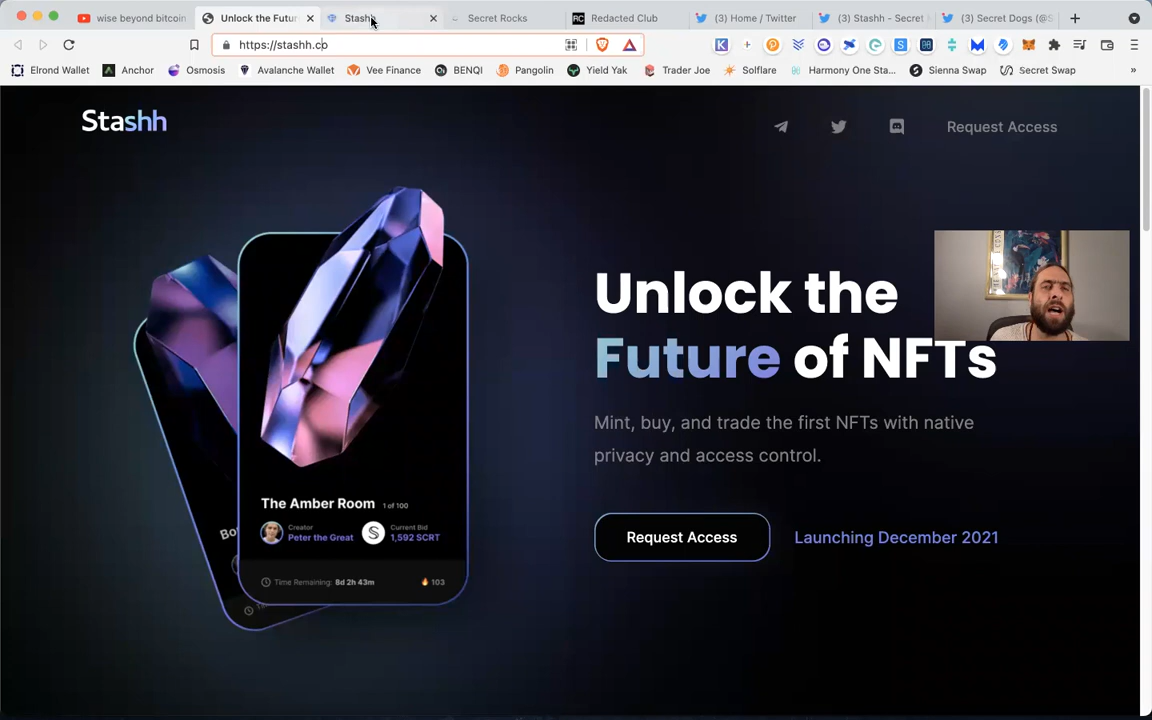 wise beyond bitcoin
Unlock the Futur
Stashh
Secret Rocks
RC Redacted Club
(3) Home / Twitter
(3) Stashh - Secret
(3) Secret Dogs (@S
https://stashh.co
Elrond Wallet
Anchor
Osmosis
Avalanche Wallet
Vee Finance
BENQI
Pangolin
Yield Yak
Trader Joe
Solflare
Harmony One Sta...
Sienna Swap
Secret Swap
Stashh
Request Access
Unlock the
Future of NFTs
Mint, buy, and trade the first NFTs with native
privacy and access control.
Request Access
Launching December 2021
The Amber Room 1 of 100
Creator
Peter the Great
Current Bid
1,592 SCRT
Time Remaining: 8d 2h 43m
103